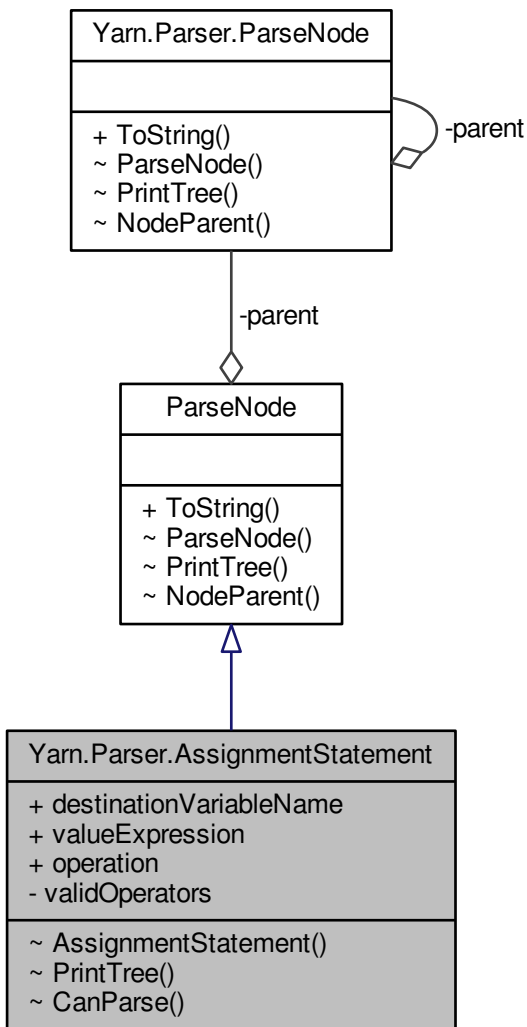 Yarn.Parser.ParseNode
+ ToString()
~ ParseNode()
~ PrintTree()
~ NodeParent()
-parent
-parent
ParseNode
+ ToString()
~ ParseNode()
~ PrintTree()
~ NodeParent()
Yarn.Parser.AssignmentStatement
+ destinationVariableName
+ valueExpression
+ operation
- validOperators
~ AssignmentStatement()
~ PrintTree()
~ CanParse()